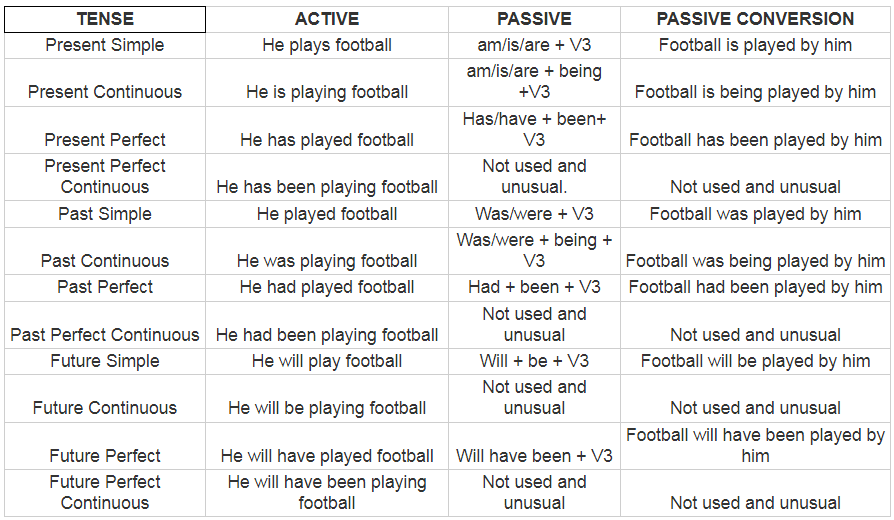 TENSE ACTIVE PASSIVE PASSIVE CONVERSION
Present Simple He plays football am/is/are + V3 Football is played by him
am/is/are + being
Present Continuous He is playing football +V3 Football is being played by him
Has/have + been+
Present Perfect He has played football V3 Football has been played by him
Present Perfect Not used and
Continuous He has been playing football unusual. Not used and unusual
Past Simple He played football Was/were + V3 Football was played by him
Was/were + being +
Past Continuous He was playing football V3 Football was being played by him
Past Perfect He had played football Had + been + V3 Football had been played by him
Not used and
Past Perfect Continuous He had been playing football unusual Not used and unusual
Future Simple He will play football Will + be + V3 Football will be played by him
Not used and
Future Continuous He will be playing football unusual Not used and unusual
Football will have been played by
Future Perfect He will have played football Will have been + V3 him
Future Perfect He will have been playing Not used and
Continuous football unusual Not used and unusual